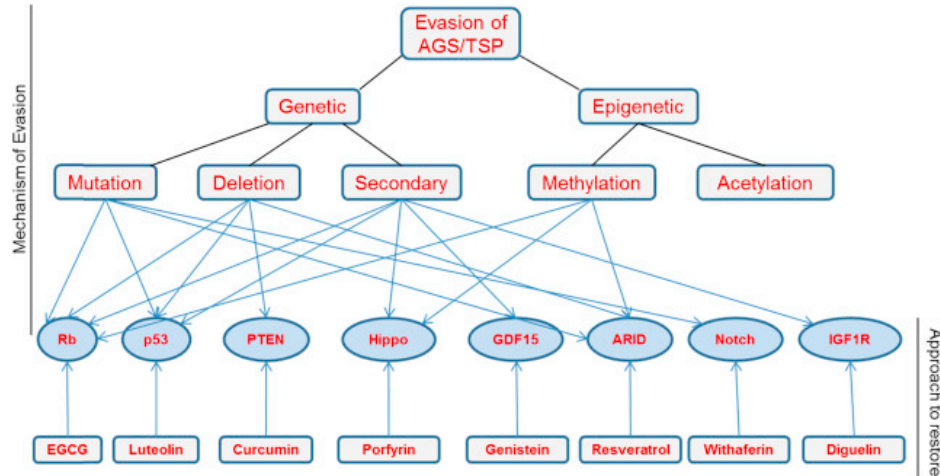 Evasion of
AGS/TSP
Genetic
Epigenetic
Mutation
Deletion
Secondary
Methylation
Acetylation
Mechanism of Evasion
Rb
p53
PTEN
Hippo
GDF15
ARID
Notch
IGF1R
EGCG
Luteolin
Curcumin
Porfyrin
Genistein
Resveratrol
Withaferin
Diguelin
Approach to restore